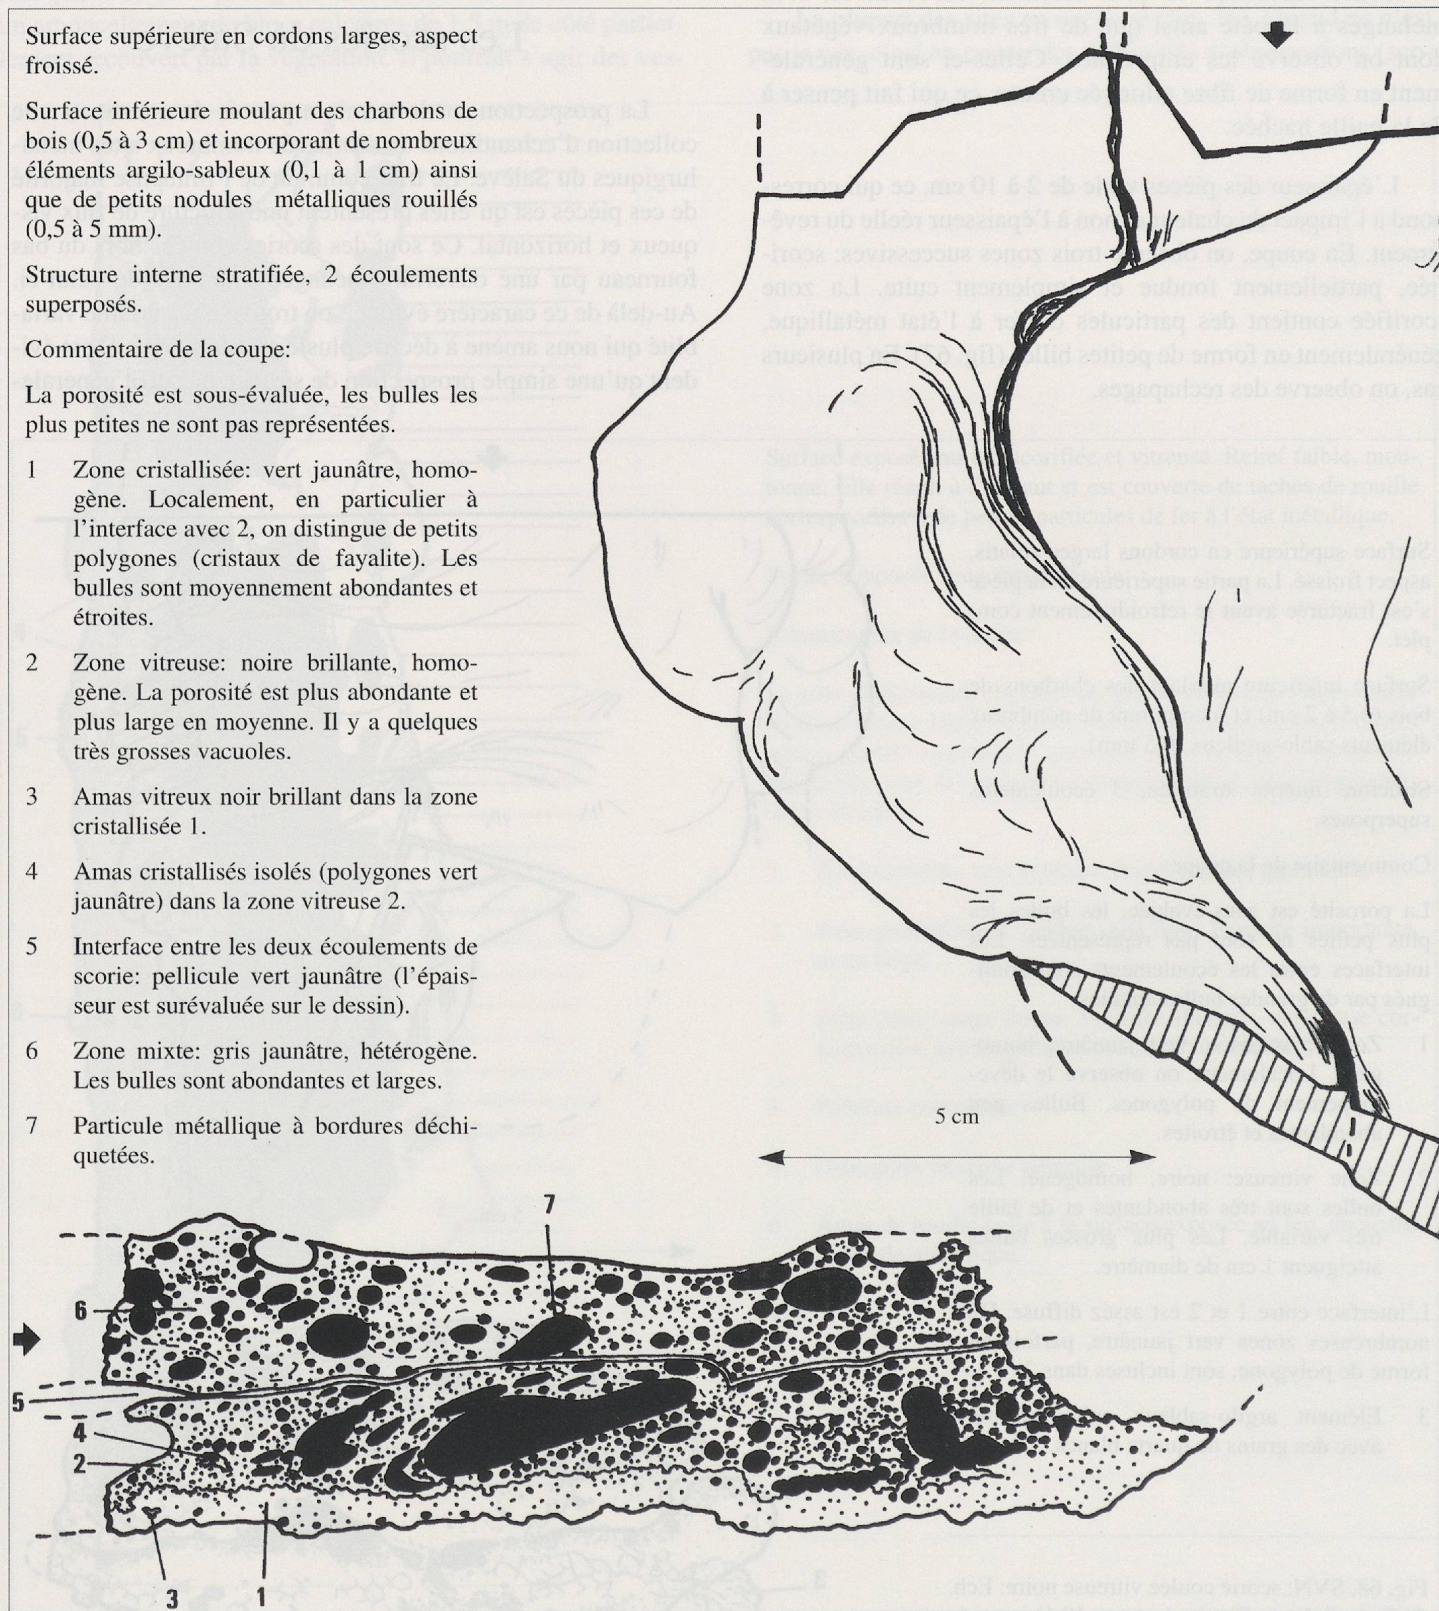 Surface supérieure en cordons larges, aspect
froissé.
Surface inférieure moulant des charbons de
bois (0,5 à 3 cm) et incorporant de nombreux
éléments argilo-sableux (0,1 à 1 cm) ainsi
que de petits nodules métalliques rouillés
(0,5 à 5 mm).
Structure interne stratifiée, 2 écoulements
superposés.
Commentaire de la coupe:
La porosité est sous-évaluée, les bulles les
plus petites ne sont pas représentées.
1 Zone cristallisée: vert jaunâtre, homo-
gène. Localement, en particulier à
l'interface avec 2, on distingue de petits
polygones (cristaux de fayalite). Les
bulles sont moyennement abondantes et
étroites.
2 Zone vitreuse: noire brillante, homo-
gène. La porosité est plus abondante et
plus large en moyenne. Il y a quelques
très grosses vacuoles.
3 Amas vitreux noir brillant dans la zone
cristallisée 1.
4 Amas cristallisés isolés (polygones vert
jaunâtre) dans la zone vitreuse 2.
5 Interface entre les deux écoulements de
scorie: pellicule vert jaunâtre (l'épais
seur est surévaluée sur le dessin).
6 Zone mixte: gris jaunâtre, hétérogène.
Les bulles sont abondantes et larges.
7 Particule métallique à bordures déchi-
quetées.
5 cm
7
6
5
4
2
3
1